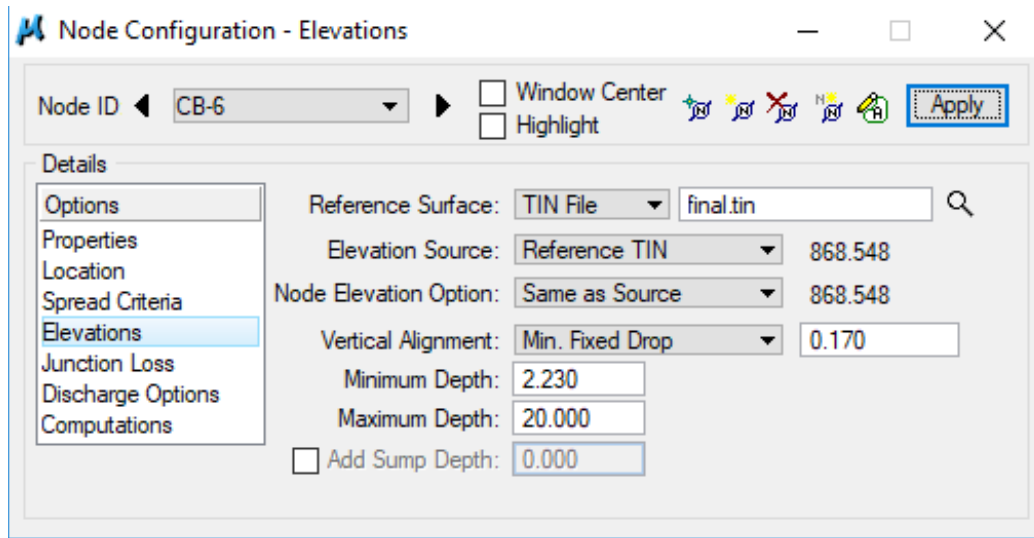 Node Configuration - Elevations
Node ID CB-6 Window Center Apply
Highlight
Details
Options
Properties
Location
Spread Criteria
Elevations
Junction Loss
Discharge Options
Computations
Reference Surface: TIN File final.tin
Elevation Source: Reference TIN 868.548
Node Elevation Option: Same as Source 868.548
Vertical Alignment: Min. Fixed Drop 0.170
Minimum Depth: 2.230
Maximum Depth: 20.000
Add Sump Depth: 0.000